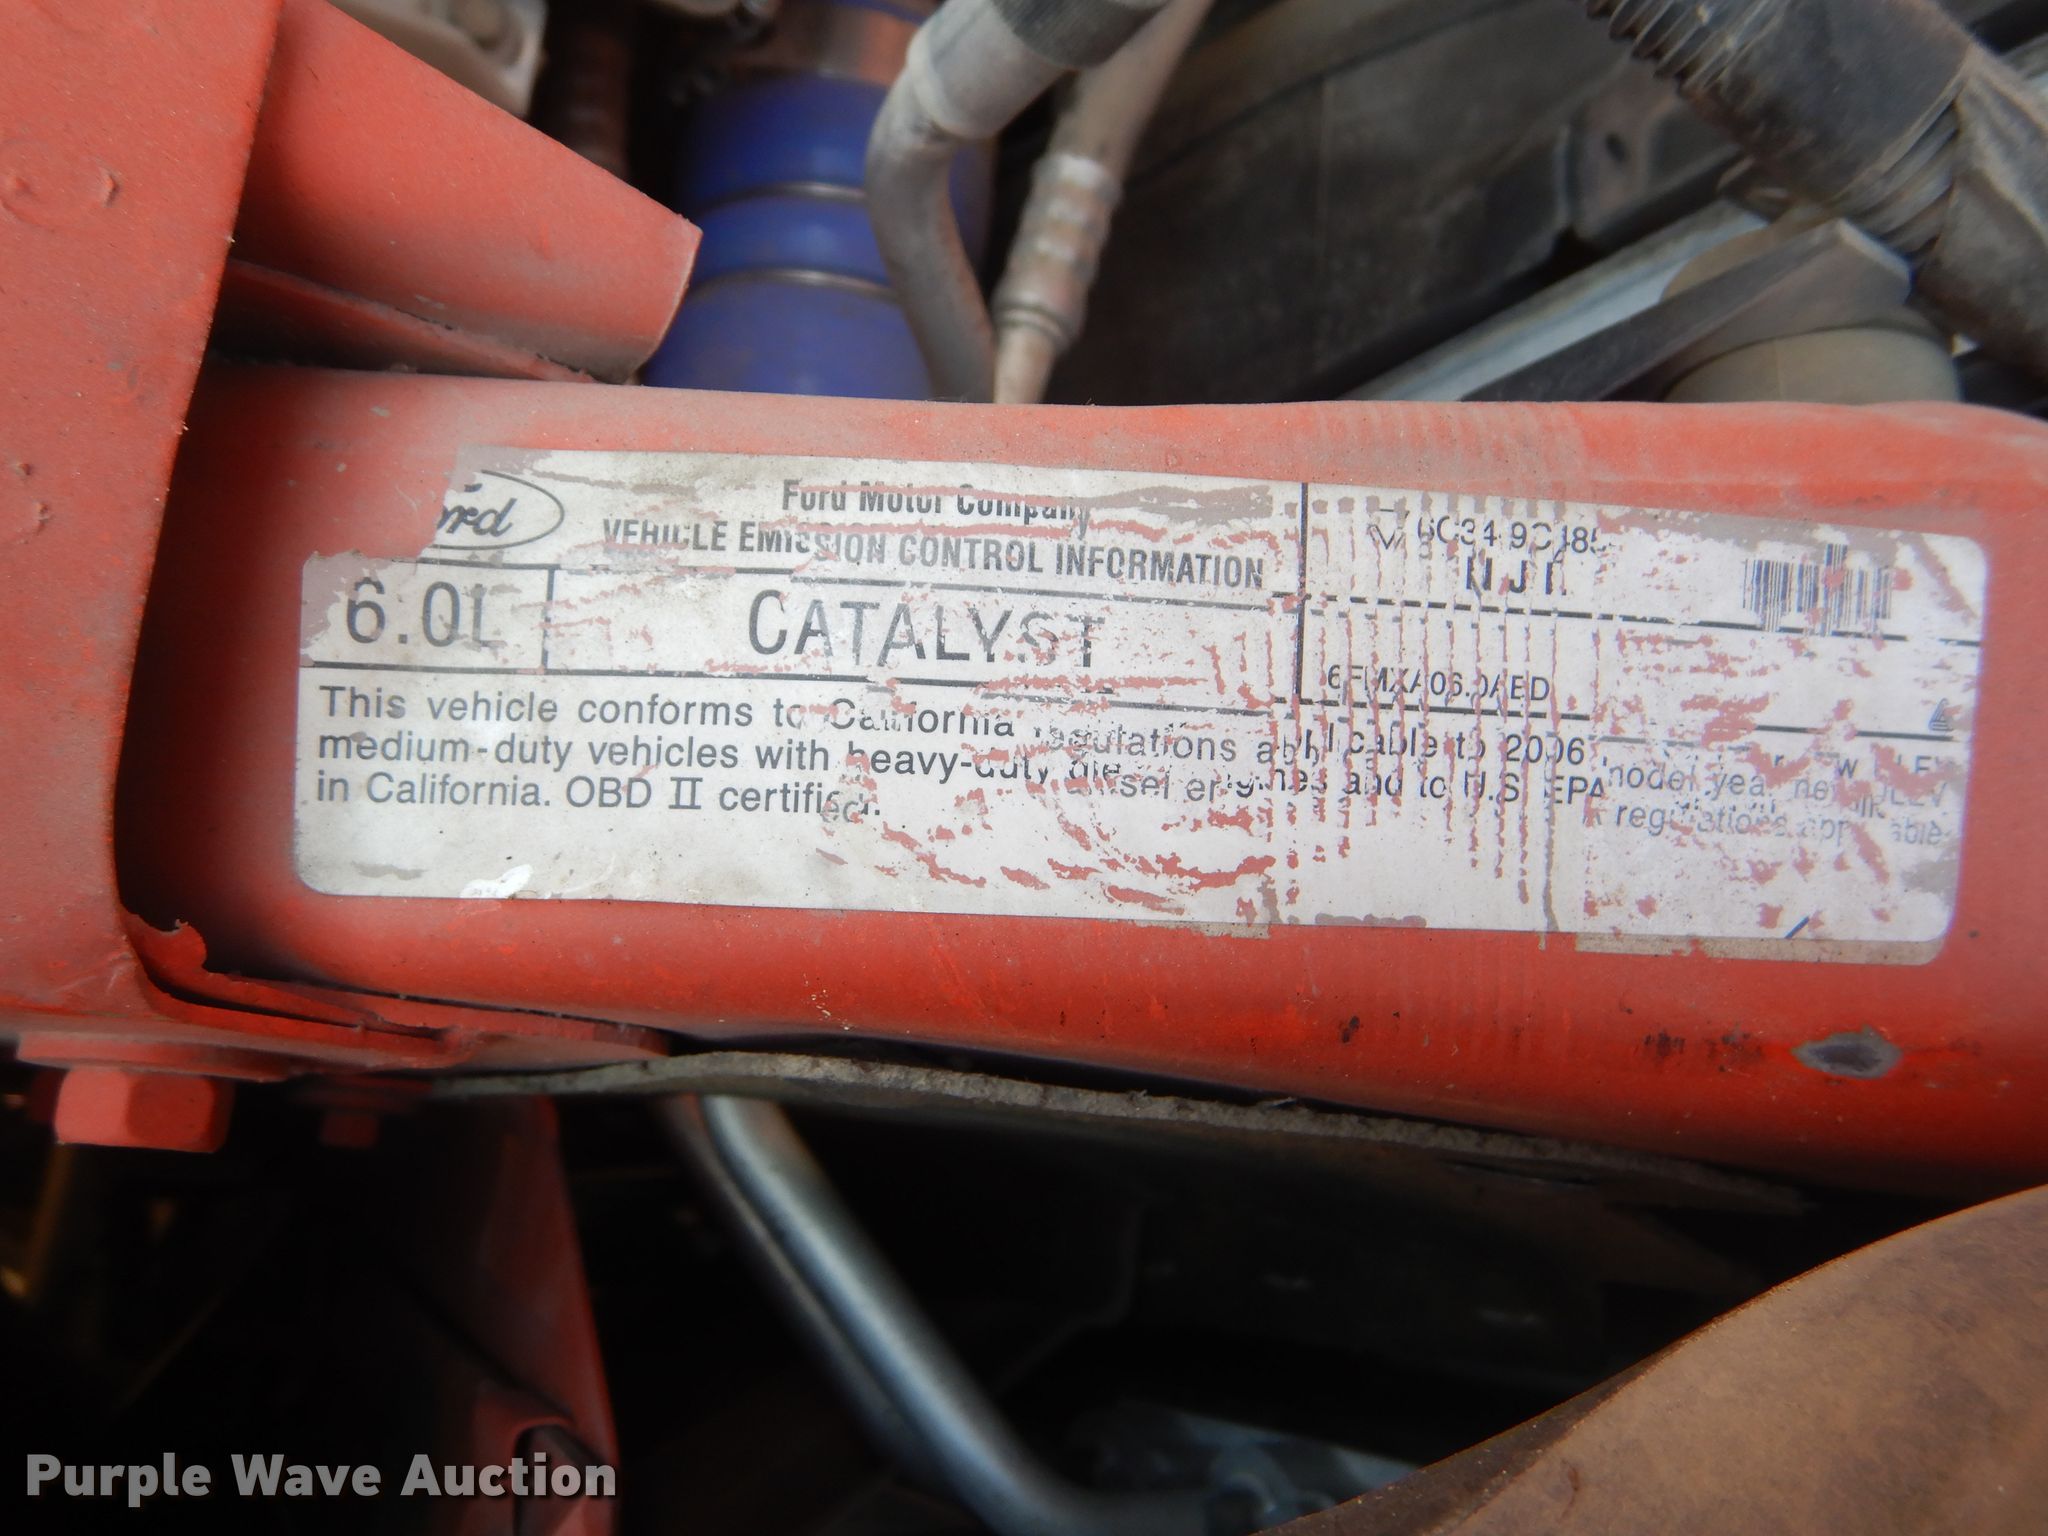 Ford Motor Company
VEHICLE EMISSION CONTROL INFORMATION
6.0L
CATALYST
This vehicle conforms to California regulations applicable to 2006 model year new
medium-duty vehicles with heavy-duty diesel engines and to U.S. EPA regulations applicable
in California. OBD II certified.
Purple Wave Auction